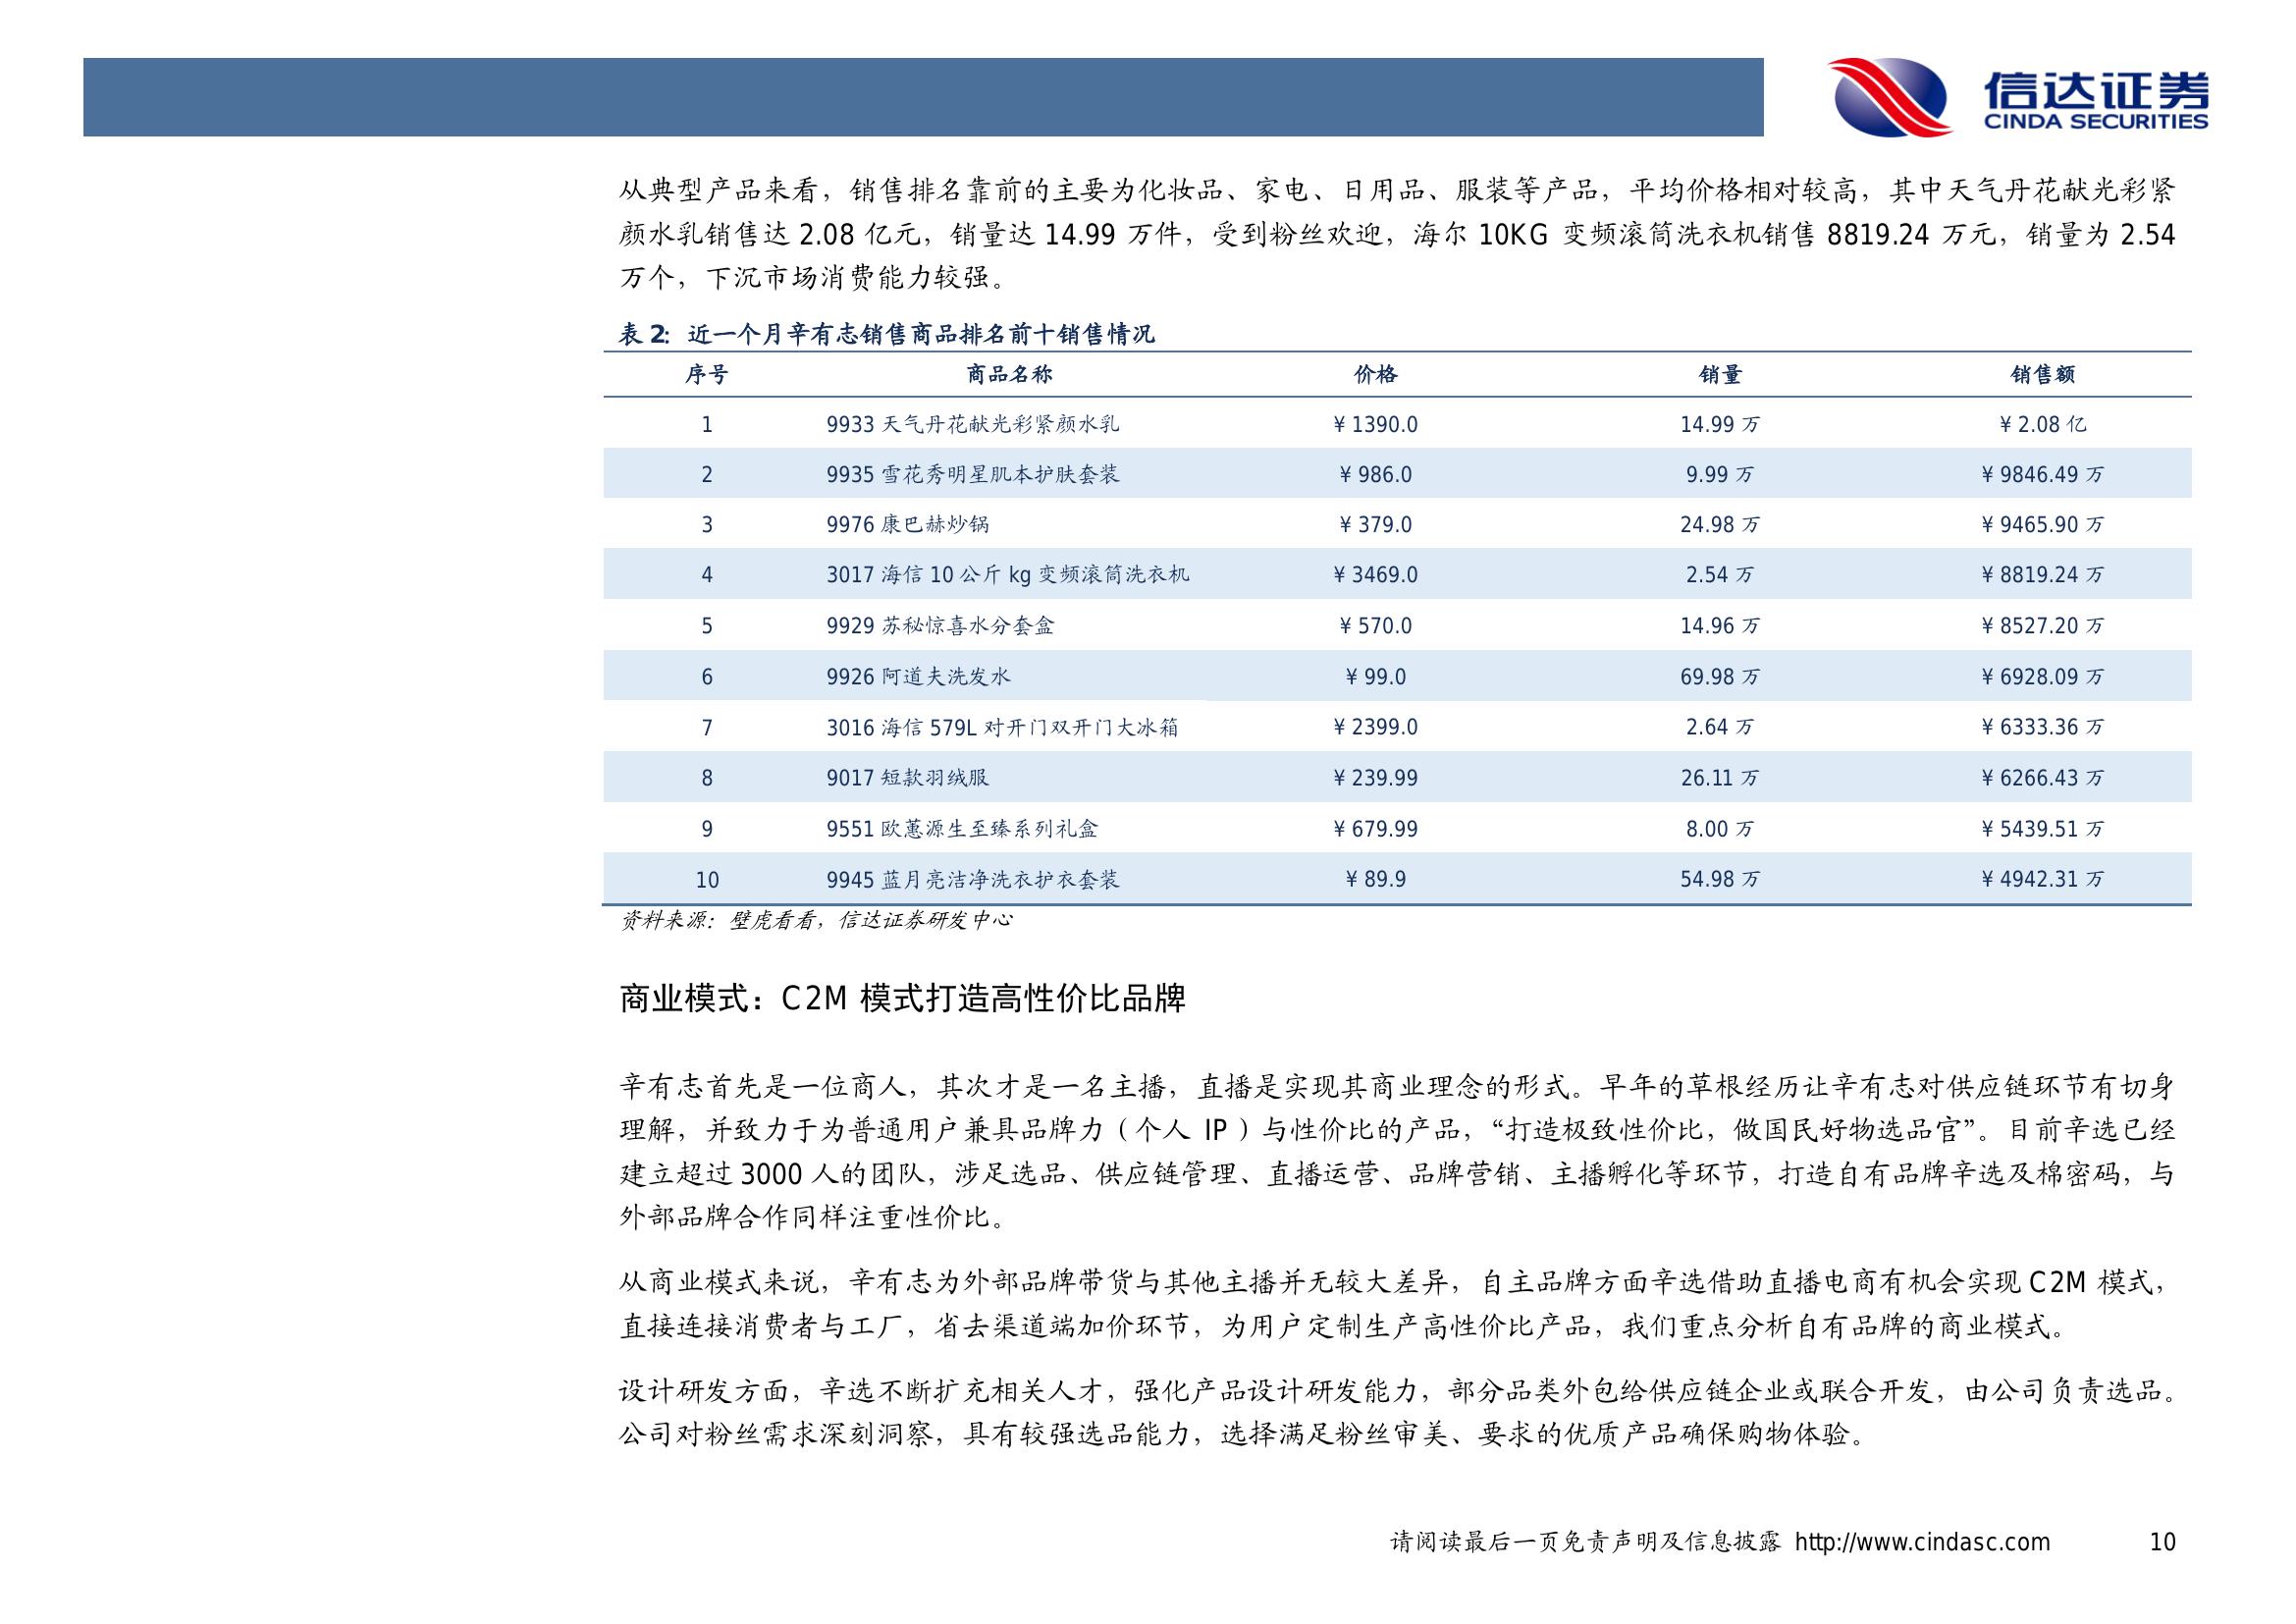 信达证券
CINDA SECURITIES
从典型产品来看，销售排名靠前的主要为化妆品、家电、日用品、服装等产品，平均价格相对较高，其中天气丹花献光彩紧
颜水乳销售达 2.08 亿元，销量达 14.99 万件，受到粉丝欢迎，海尔 10KG 变频滚筒洗衣机销售 8819.24 万元，销量为 2.54
万个，下沉市场消费能力较强。
表 2：近一个月辛有志销售商品排名前十销售情况
序号 商品名称 价格 销量 销售额
1 9933 天气丹花献光彩紧颜水乳 ¥ 1390.0 14.99 万 ¥ 2.08 亿
2 9935 雪花秀明星肌本护肤套装 ¥ 986.0 9.99 万 ¥ 9846.49 万
3 9976 康巴赫炒锅 ¥ 379.0 24.98 万 ¥ 9465.90 万
4 3017 海信 10 公斤 kg 变频滚筒洗衣机 ¥ 3469.0 2.54 万 ¥ 8819.24 万
5 9929 苏秘惊喜水分套盒 ¥ 570.0 14.96 万 ¥ 8527.20 万
6 9926 阿道夫洗发水 ¥ 99.0 69.98 万 ¥ 6928.09 万
7 3016 海信 579L 对开门双开门大冰箱 ¥ 2399.0 2.64 万 ¥ 6333.36 万
8 9017 短款羽绒服 ¥ 239.99 26.11 万 ¥ 6266.43 万
9 9551 欧蕙源生至臻系列礼盒 ¥ 679.99 8.00 万 ¥ 5439.51 万
10 9945 蓝月亮洁净洗衣护衣套装 ¥ 89.9 54.98 万 ¥ 4942.31 万
资料来源：壁虎看看，信达证券研发中心
商业模式：C2M 模式打造高性价比品牌
辛有志首先是一位商人，其次才是一名主播，直播是实现其商业理念的形式。早年的草根经历让辛有志对供应链环节有切身
理解，并致力于为普通用户兼具品牌力（个人 IP）与性价比的产品，“打造极致性价比，做国民好物选品官”。目前辛选已经
建立超过 3000 人的团队，涉足选品、供应链管理、直播运营、品牌营销、主播孵化等环节，打造自有品牌辛选及棉密码，与
外部品牌合作同样注重性价比。
从商业模式来说，辛有志为外部品牌带货与其他主播并无较大差异，自主品牌方面辛选借助直播电商有机会实现 C2M 模式，
直接连接消费者与工厂，省去渠道端加价环节，为用户定制生产高性价比产品，我们重点分析自有品牌的商业模式。
设计研发方面，辛选不断扩充相关人才，强化产品设计研发能力，部分品类外包给供应链企业或联合开发，由公司负责选品。
公司对粉丝需求深刻洞察，具有较强选品能力，选择满足粉丝审美、要求的优质产品确保购物体验。
请阅读最后一页免责声明及信息披露 http://www.cindasc.com 10